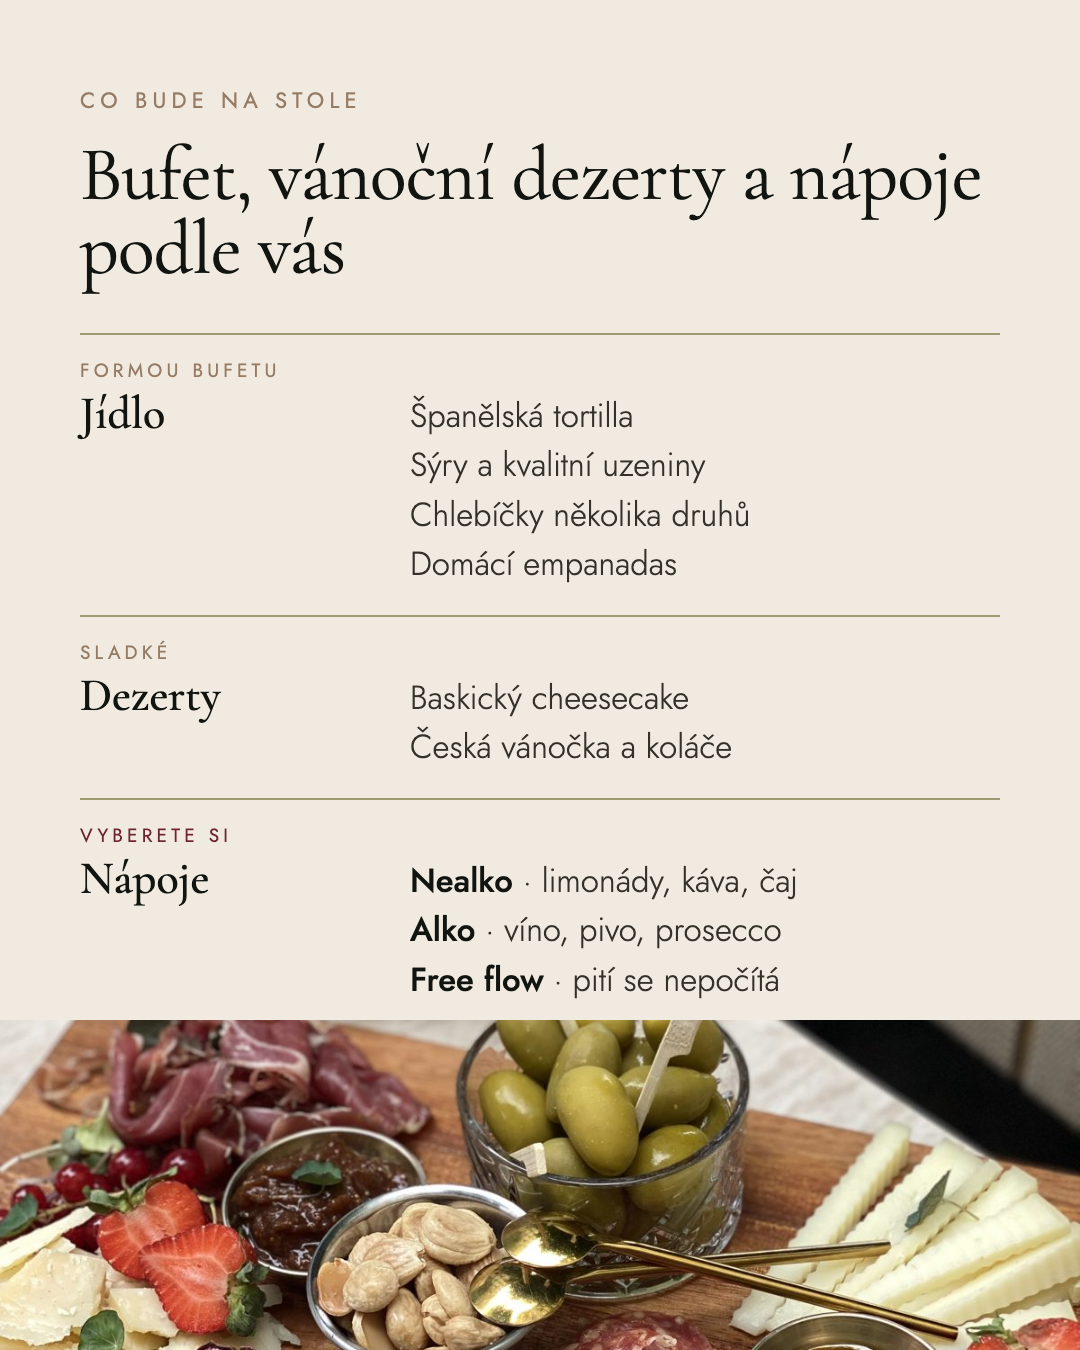 CO BUDE NA STOLE
Bufet, vánoční dezerty a nápoje
podle vás
FORMOU BUFETU
Jídlo
Španělská tortilla
Sýry a kvalitní uzeniny
Chlebíčky několika druhů
Domácí empanadas
SLADKÉ
Dezerty
Baskický cheesecake
Česká vánočka a koláče
VYBERETE SI
Nápoje
Nealko · limonády, káva, čaj
Alko · víno, pivo, prosecco
Free flow · pití se nepočítá